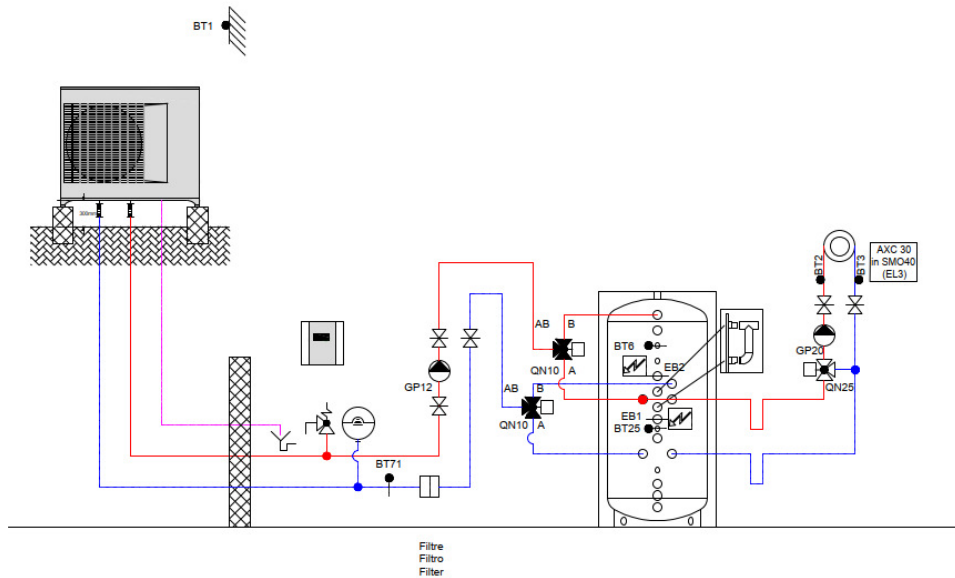 BT1
300mm
BT2
BT3
AXC 30
in SMO40
(EL3)
AB
B
BT6
EB2
QN10
A
GP12
GP20
QN25
AB
B
QN10
A
EB1
BT25
BT71
Filtre
Filtro
Filter